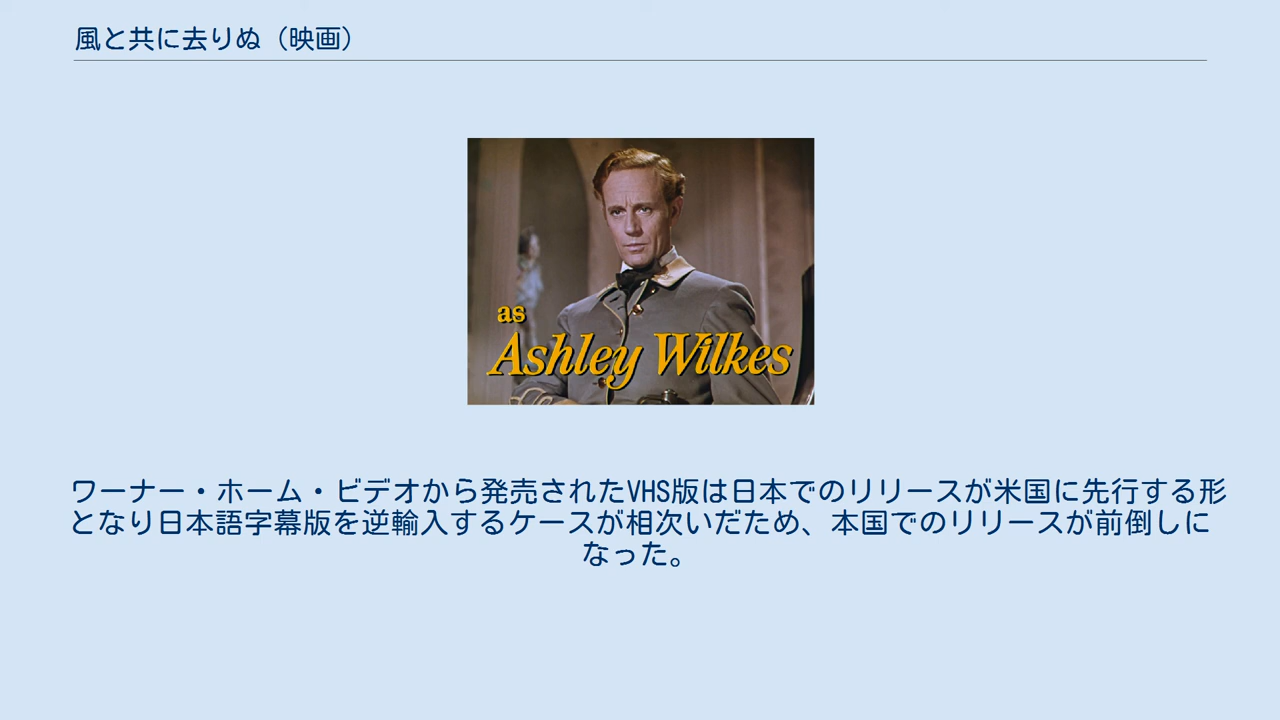 風と共に去りぬ（映画）
as
Ashley Wilkes
ワーナー・ホーム・ビデオから発売されたVHS版は日本でのリリースが米国に先行する形
となり日本語字幕版を逆輸入するケースが相次いだため、本国でのリリースが前倒しに
なった。